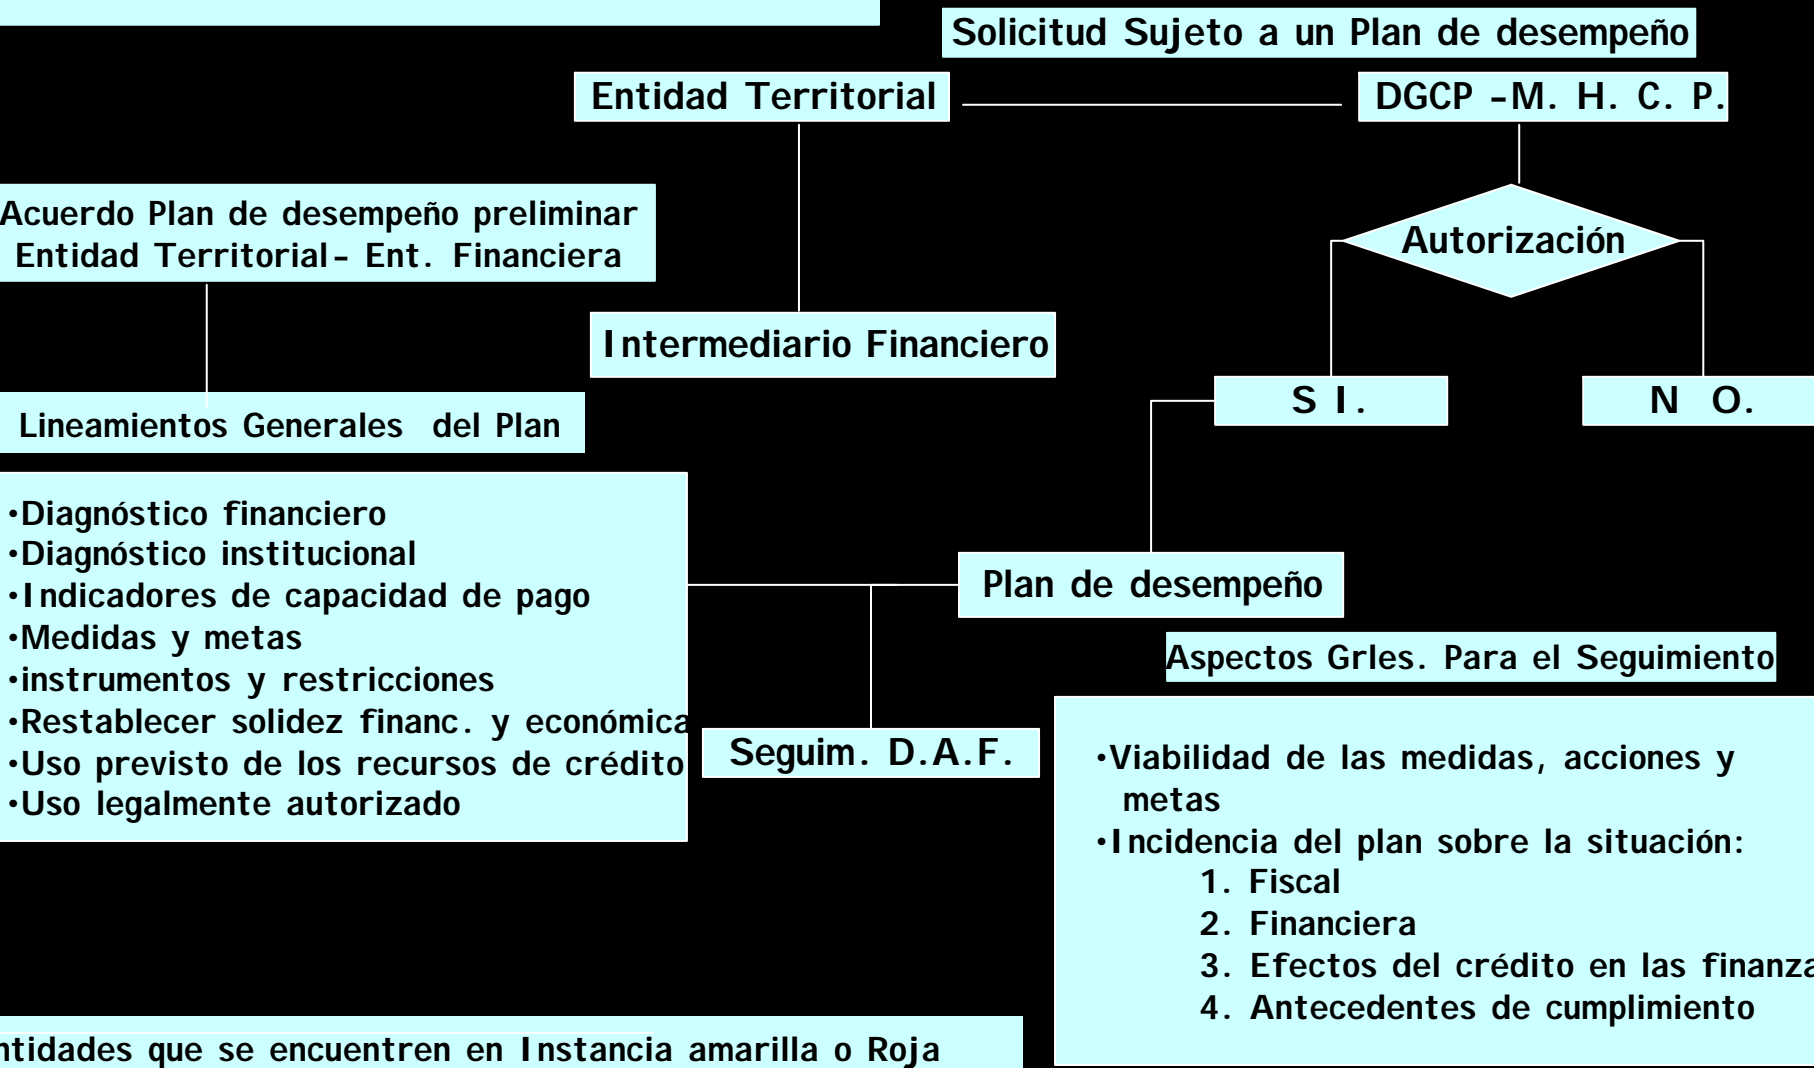 Solicitud Sujeto a un Plan de desempeño
Entidad Territorial
DGCP -M. H. C. P.
Acuerdo Plan de desempeño preliminar
Entidad Territorial- Ent. Financiera
Autorización
Intermediario Financiero
SI.
NO.
Lineamientos Generales del Plan
•Diagnóstico financiero
•Diagnóstico institucional
•Indicadores de capacidad de pago
•Medidas y metas
•instrumentos y restricciones
•Restablecer solidez financ. y económica
•Uso previsto de los recursos de crédito
•Uso legalmente autorizado
Plan de desempeño
Seguim. D.A.F.
Aspectos Grles. Para el Seguimiento
•Viabilidad de las medidas, acciones y
metas
•Incidencia del plan sobre la situación:
1. Fiscal
2. Financiera
3. Efectos del crédito en las finanza
4. Antecedentes de cumplimiento
ntidades que se encuentren en Instancia amarilla o Roja